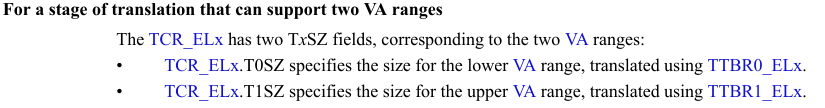 For a stage of translation that can support two VA ranges
The TCR_ELx has two TxSZ fields, corresponding to the two VA ranges:
• TCR_ELx.T0SZ specifies the size for the lower VA range, translated using TTBR0_ELx.
• TCR_ELx.T1SZ specifies the size for the upper VA range, translated using TTBR1_ELx.